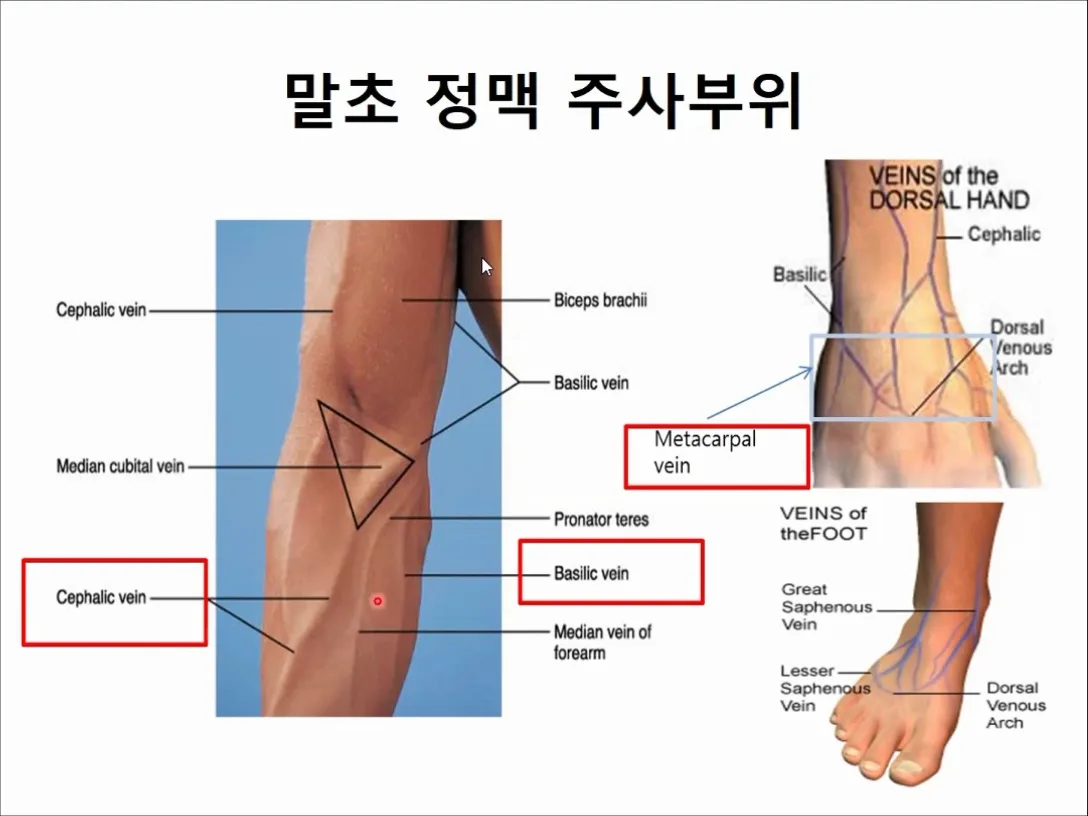 말초 정맥 주사부위
Cephalic vein
Median cubital vein
Cephalic vein
Biceps brachii
Basilic vein
Pronator teres
Basilic vein
Median vein of
forearm
VEINS of the
DORSAL HAND
Cephalic
Basilic
Dorsal
Venous
Arch
Metacarpal
vein
VEINS of
theFOOT
Great
Saphenous
Vein
Lesser
Saphenous
Vein
Dorsal
Venous
Arch